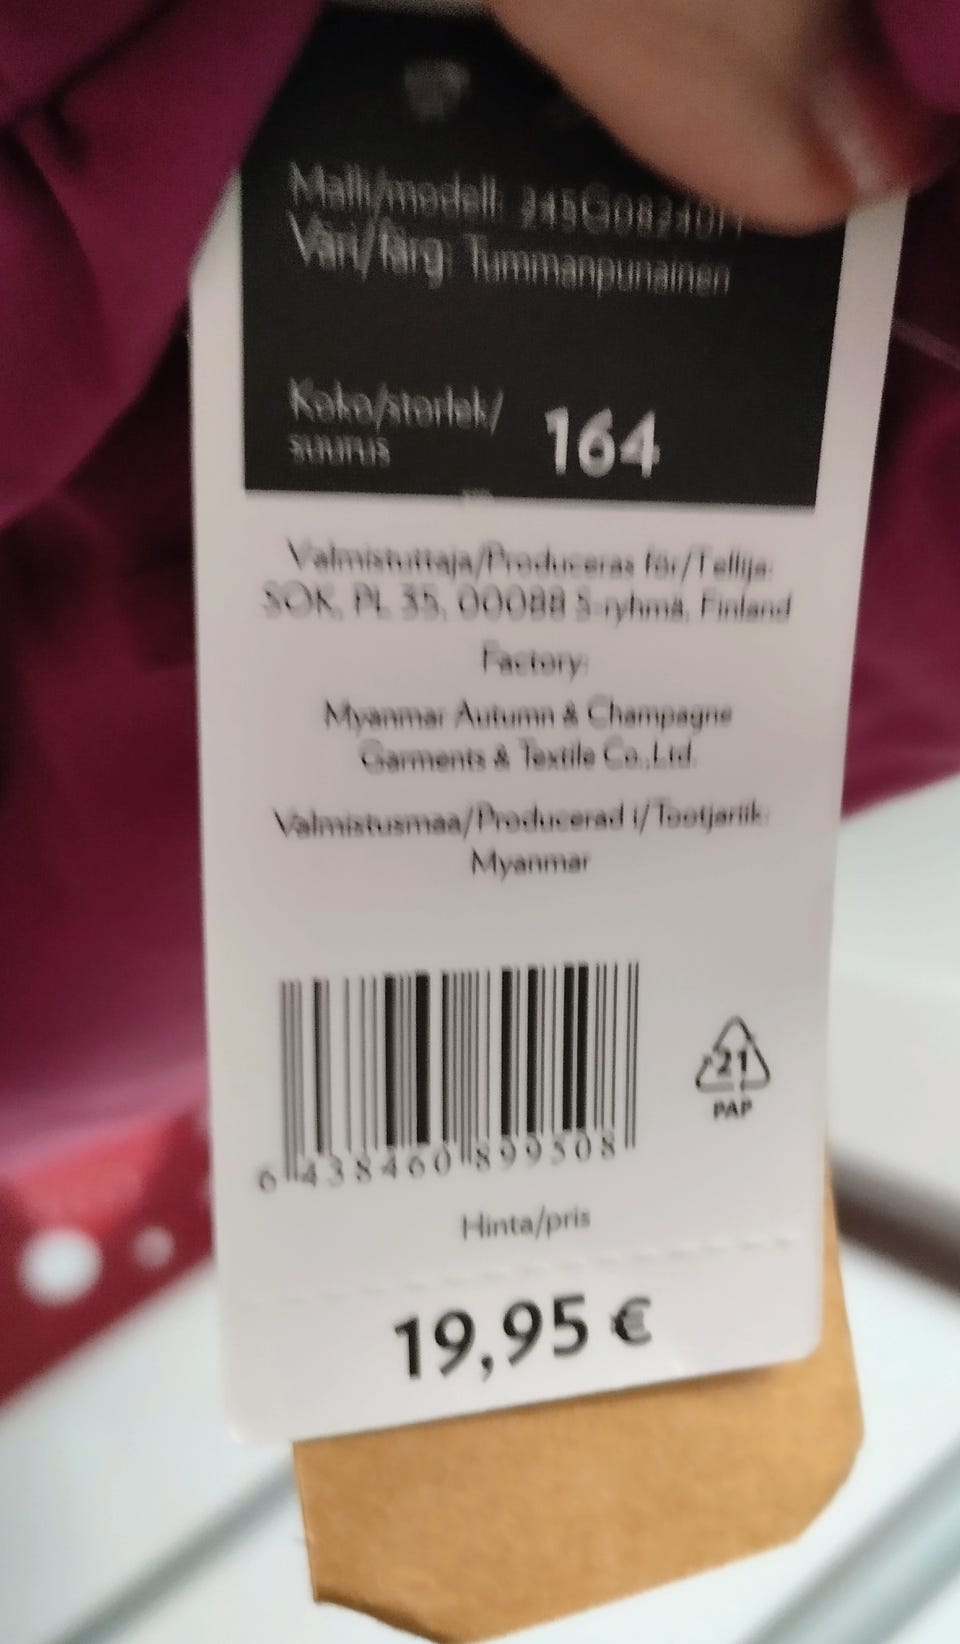 Malli/modell:
Väri/färg: Tummanpunainen
Koko/storlek/
suurus
164
Valmistuttaja/Produceras för/Tellija:
SOK, PL 35, 00088 S-ryhmä, Finland
Factory:
Myanmar Autumn & Champagne
Garments & Textile Co.,Ltd.
Valmistusmaa/Producerad i/Tootjariik:
Myanmar
6 438460 899508
21
PAP
Hinta/pris
19,95 €